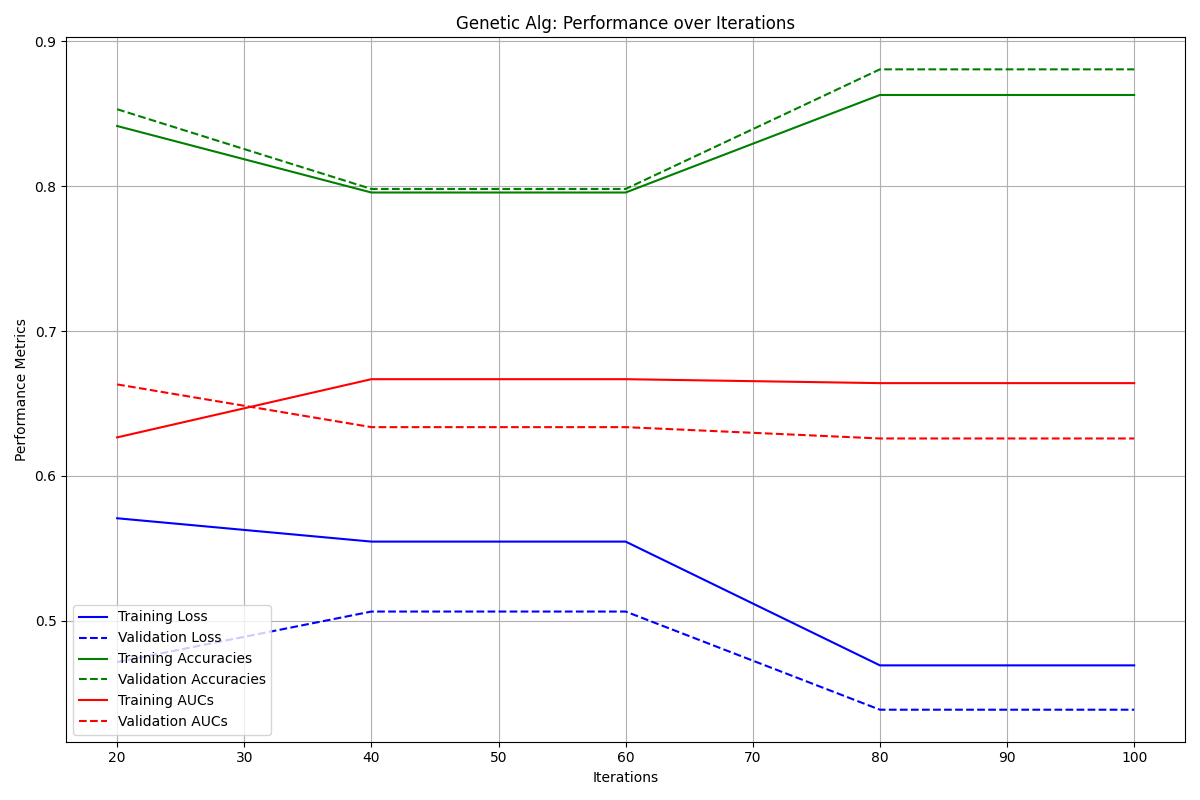 Genetic Alg: Performance over Iterations
Performance Metrics
0.9
0.8
0.7
0.6
0.5
Training Loss
Validation Loss
Training Accuracies
Validation Accuracies
Training AUCs
Validation AUCs
20 30 40 50 60 70 80 90 100
Iterations